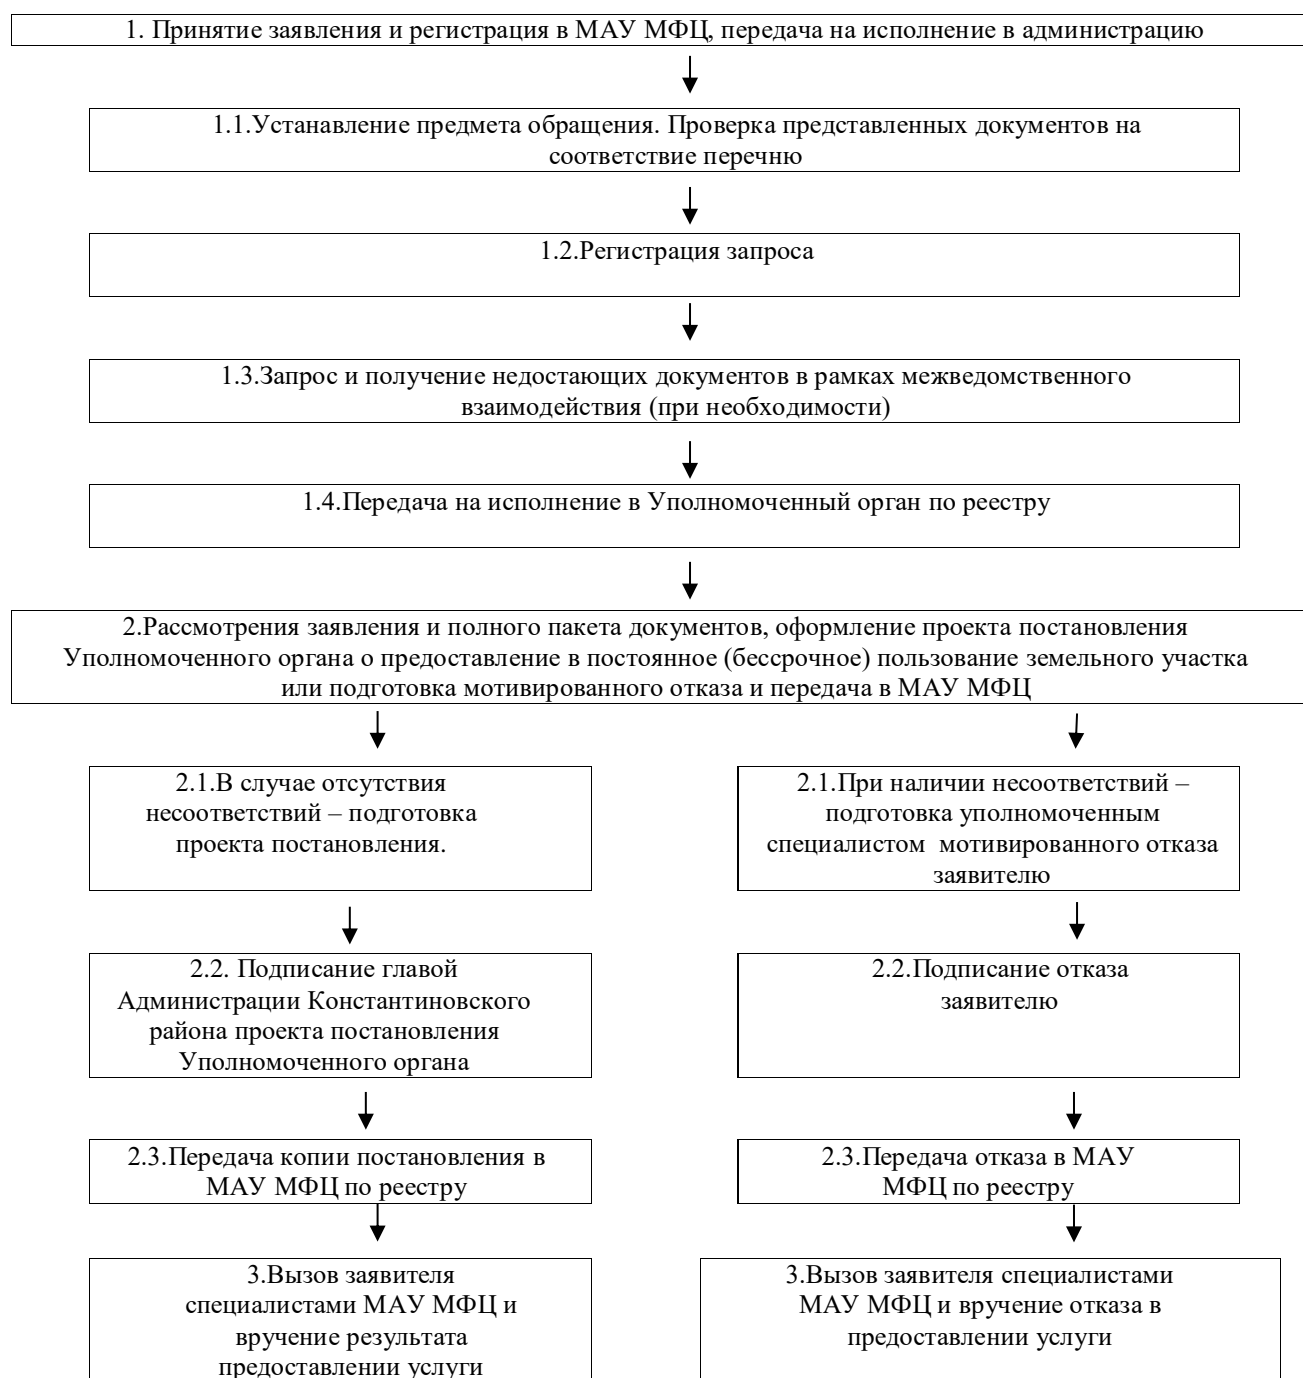 1. Принятие заявления и регистрация в МАУ МФЦ, передача на исполнение в администрацию
1.1.Устанавление предмета обращения. Проверка представленных документов на
соответствие перечню
1.2.Регистрация запроса
1.3.Запрос и получение недостающих документов в рамках межведомственного
взаимодействия (при необходимости)
1.4.Передача на исполнение в Уполномоченный орган по реестру
2.Рассмотрения заявления и полного пакета документов, оформление проекта постановления
Уполномоченного органа о предоставление в постоянное (бессрочное) пользование земельного участка
или подготовка мотивированного отказа и передача в МАУ МФЦ
2.1.В случае отсутствия
несоответствий – подготовка
проекта постановления.
2.1.При наличии несоответствий –
подготовка уполномоченным
специалистом мотивированного отказа
заявителю
2.2. Подписание главой
Администрации Константиновского
района проекта постановления
Уполномоченного органа
2.2.Подписание отказа
заявителю
2.3.Передача копии постановления в
МАУ МФЦ по реестру
2.3.Передача отказа в МАУ
МФЦ по реестру
3.Вызов заявителя
специалистами МАУ МФЦ и
вручение результата
предоставлении услуги
3.Вызов заявителя специалистами
МАУ МФЦ и вручение отказа в
предоставлении услуги